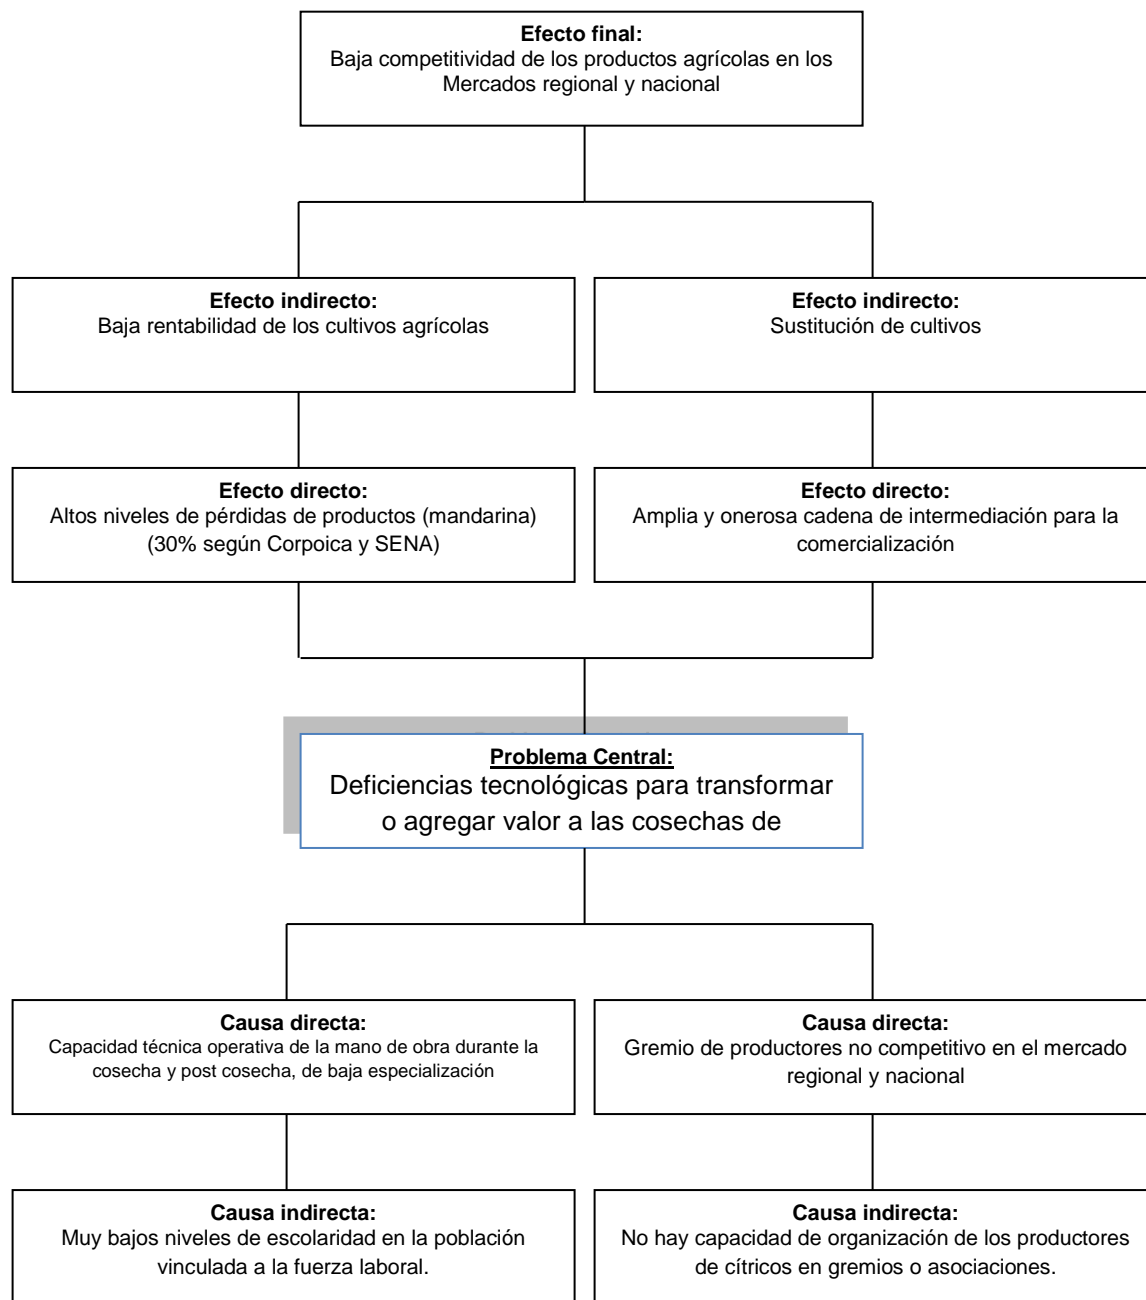 Efecto final:
Baja competitividad de los productos agrícolas en los
Mercados regional y nacional
Efecto indirecto:
Baja rentabilidad de los cultivos agrícolas
Efecto indirecto:
Sustitución de cultivos
Efecto directo:
Altos niveles de pérdidas de productos (mandarina)
(30% según Corpoica y SENA)
Efecto directo:
Amplia y onerosa cadena de intermediación para la
comercialización
Problema Central:
Deficiencias tecnológicas para transformar
o agregar valor a las cosechas de
Causa directa:
Capacidad técnica operativa de la mano de obra durante la
cosecha y post cosecha, de baja especialización
Causa directa:
Gremio de productores no competitivo en el mercado
regional y nacional
Causa indirecta:
Muy bajos niveles de escolaridad en la población
vinculada a la fuerza laboral.
Causa indirecta:
No hay capacidad de organización de los productores
de cítricos en gremios o asociaciones.